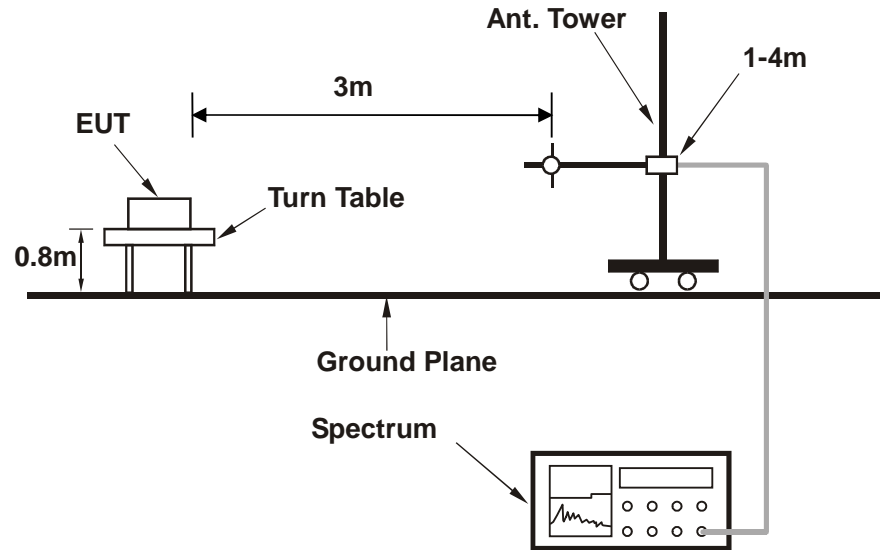 Ant. Tower
1-4m
3m
EUT
Turn Table
0.8m
Ground Plane
Spectrum